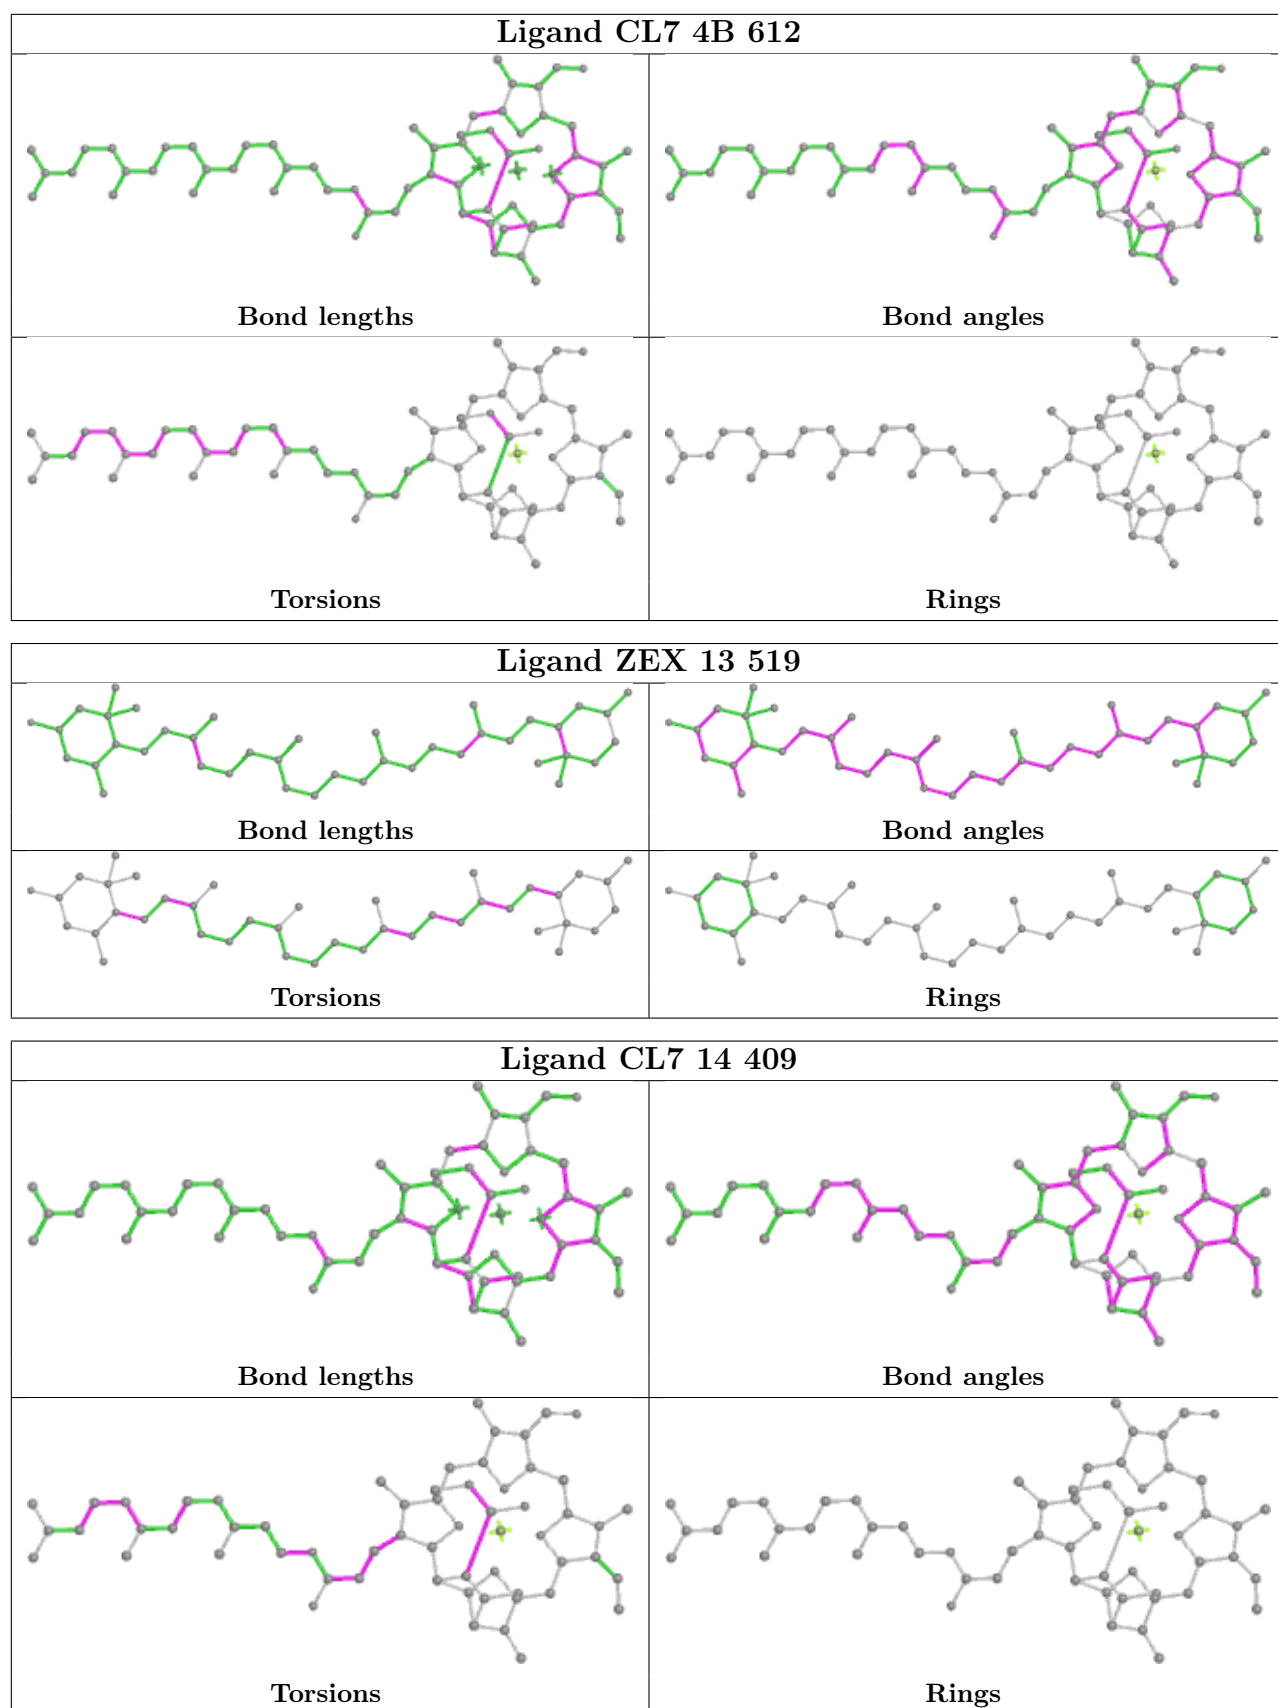 Ligand CL7 4B 612
Bond lengths
Bond angles
Torsions
Rings
Ligand ZEX 13 519
Bond lengths
Bond angles
Torsions
Rings
Ligand CL7 14 409
Bond lengths
Bond angles
Torsions
Rings